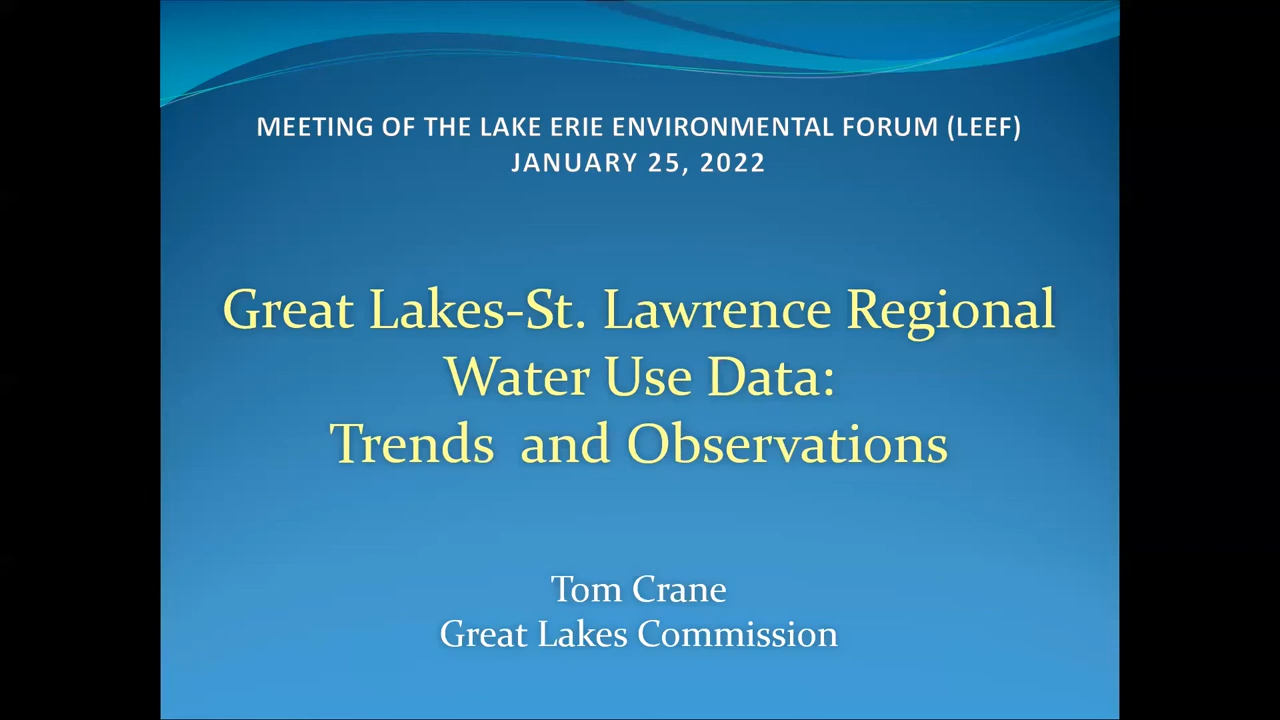 MEETING OF THE LAKE ERIE ENVIRONMENTAL FORUM (LEEF)
JANUARY 25, 2022
Great Lakes-St. Lawrence Regional
Water Use Data:
Trends and Observations
Tom Crane
Great Lakes Commission